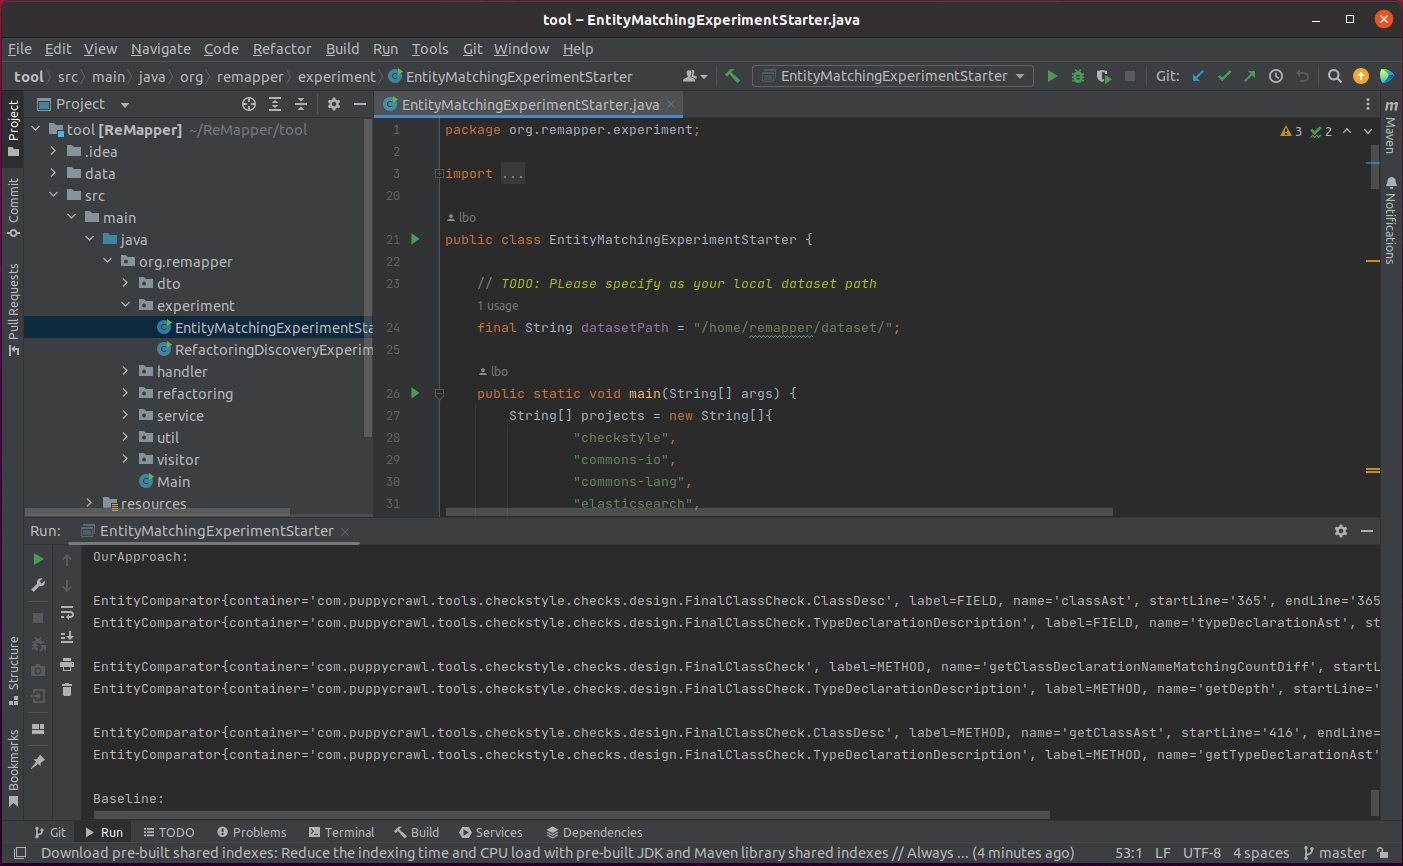 tool – EntityMatchingExperimentStarter.java
File Edit View Navigate Code Refactor Build Run Tools Git Window Help
tool src main java org remapper experiment EntityMatchingExperimentStarter EntityMatchingExperimentStarter Git:
Project
EntityMatchingExperimentStarter.java
Project
Commit
Pull Requests
tool [ReMapper] ~/ReMapper/tool
.idea
data
src
main
java
org.remapper
dto
experiment
EntityMatchingExperimentSta
RefactoringDiscoveryExperim
handler
refactoring
service
util
visitor
Main
resources
3 2
1 package org.remapper.experiment;
2
3 import ...
20
lbo
21 public class EntityMatchingExperimentStarter {
22
23 // TODO: PLease specify as your local dataset path
1 usage
24 final String datasetPath = "/home/remapper/dataset/";
25
lbo
26 public static void main(String[] args) {
27 String[] projects = new String[]{
28 "checkstyle",
29 "commons-io",
30 "commons-lang",
31 "elasticsearch",
m
Maven
Notifications
Run: EntityMatchingExperimentStarter
Structure
Bookmarks
OurApproach:
EntityComparator{container='com.puppycrawl.tools.checkstyle.checks.design.FinalClassCheck.ClassDesc', label=FIELD, name='classAst', startLine='365', endLine='365
EntityComparator{container='com.puppycrawl.tools.checkstyle.checks.design.FinalClassCheck.TypeDeclarationDescription', label=FIELD, name='typeDeclarationAst', st
EntityComparator{container='com.puppycrawl.tools.checkstyle.checks.design.FinalClassCheck', label=METHOD, name='getClassDeclarationNameMatchingCountDiff', startL
EntityComparator{container='com.puppycrawl.tools.checkstyle.checks.design.FinalClassCheck.TypeDeclarationDescription', label=METHOD, name='getDepth', startLine='
EntityComparator{container='com.puppycrawl.tools.checkstyle.checks.design.FinalClassCheck.ClassDesc', label=METHOD, name='getClassAst', startLine='416', endLine=
EntityComparator{container='com.puppycrawl.tools.checkstyle.checks.design.FinalClassCheck.TypeDeclarationDescription', label=METHOD, name='getTypeDeclarationAst'
Baseline:
Git Run TODO Problems Terminal Build Services Dependencies
Download pre-built shared indexes: Reduce the indexing time and CPU load with pre-built JDK and Maven library shared indexes // Always ... (4 minutes ago) 53:1 LF UTF-8 4 spaces master